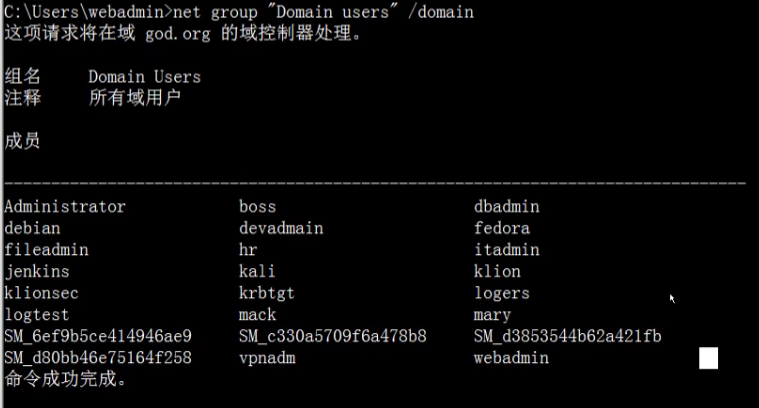 C:\Users\webadmin>net group "Domain users" /domain
这项请求将在域 god.org 的域控制器处理。
组名     Domain Users
注释     所有域用户
成员
-------------------------------------------------------------------------------
Administrator            boss                     dbadmin
debian                   devadmain                fedora
fileadmin                hr                       itadmin
jenkins                  kali                     klion
klionsec                 krbtgt                   logers
logtest                  mack                     mary
SM_6ef9b5ce414946ae9     SM_c330a5709f6a478b8     SM_d3853544b62a421fb
SM_d80bb46e75164f258     vpnadm                   webadmin
命令成功完成。